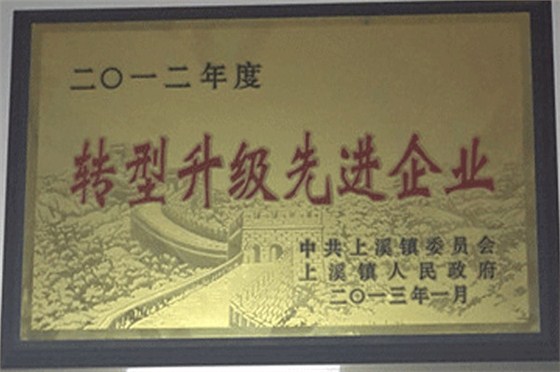 二〇一二年度
转型升级先进企业
中共上溪镇委员会
上溪镇人民政府
二〇一三年一月